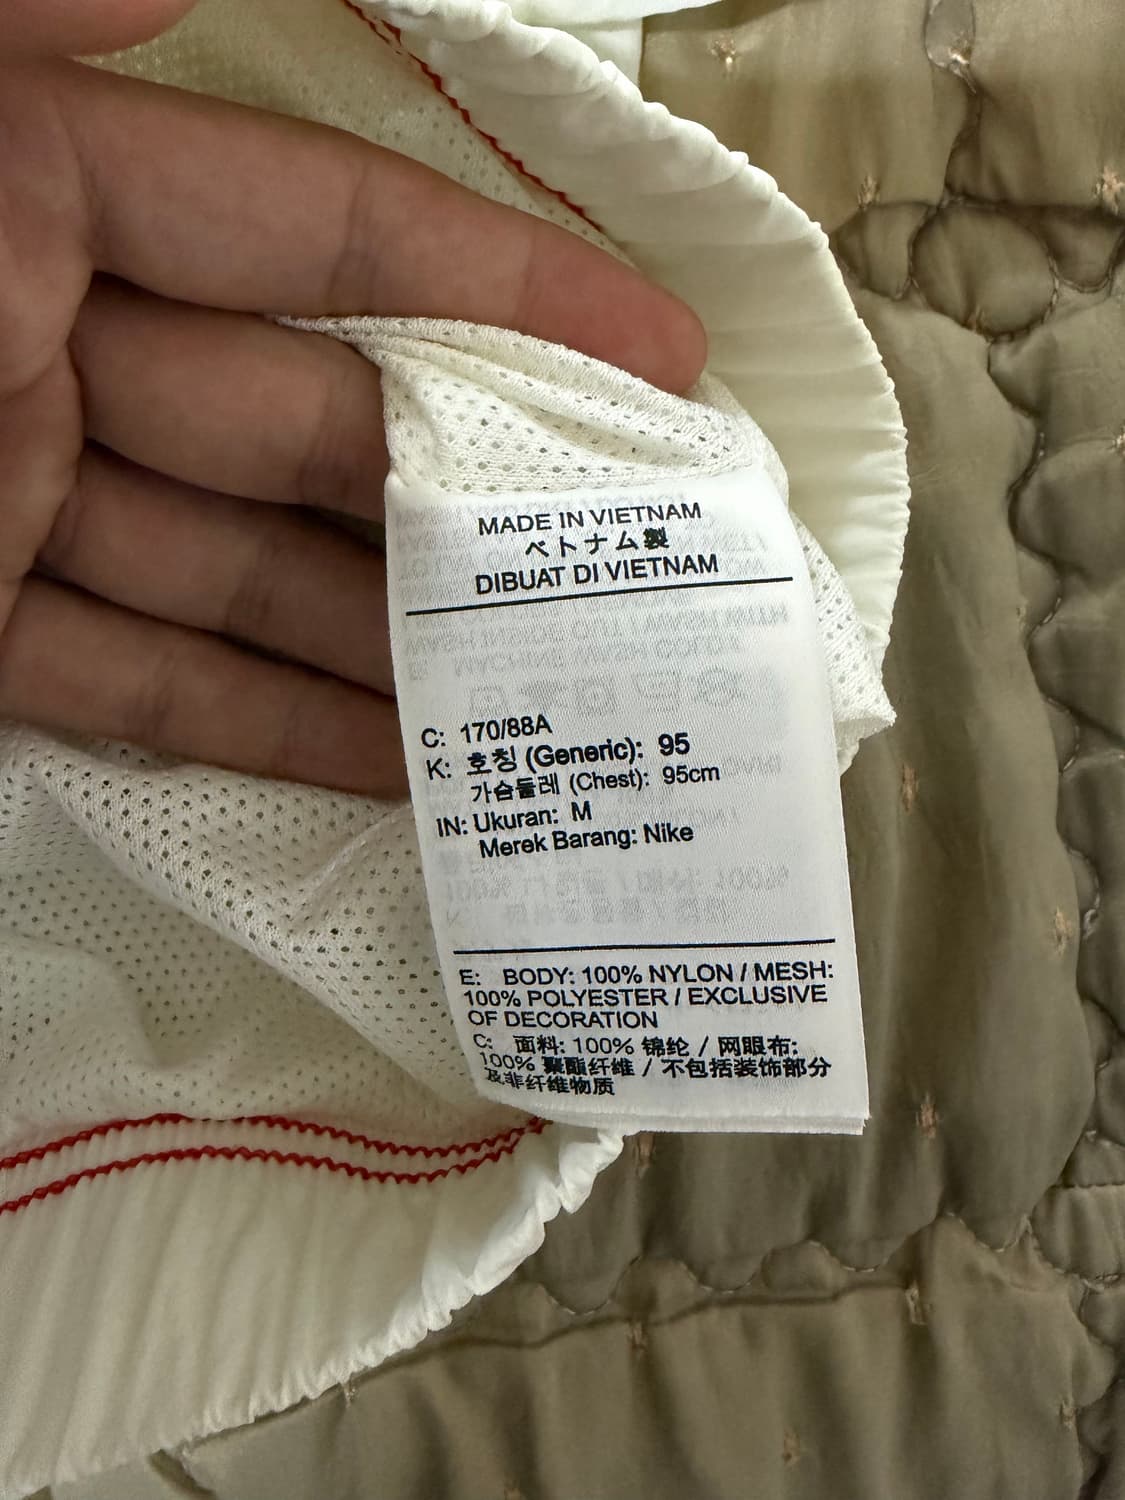 MADE IN VIETNAM
ベトナム製
DIBUAT DI VIETNAM
C: 170/88A
K: 호칭 (Generic): 95
가슴둘레 (Chest): 95cm
IN: Ukuran: M
Merek Barang: Nike
E: BODY: 100% NYLON / MESH:
100% POLYESTER / EXCLUSIVE
OF DECORATION
C: 面料: 100% 锦纶 / 网眼布:
100% 聚酯纤维 / 不包括装饰部分
及非纤维物质